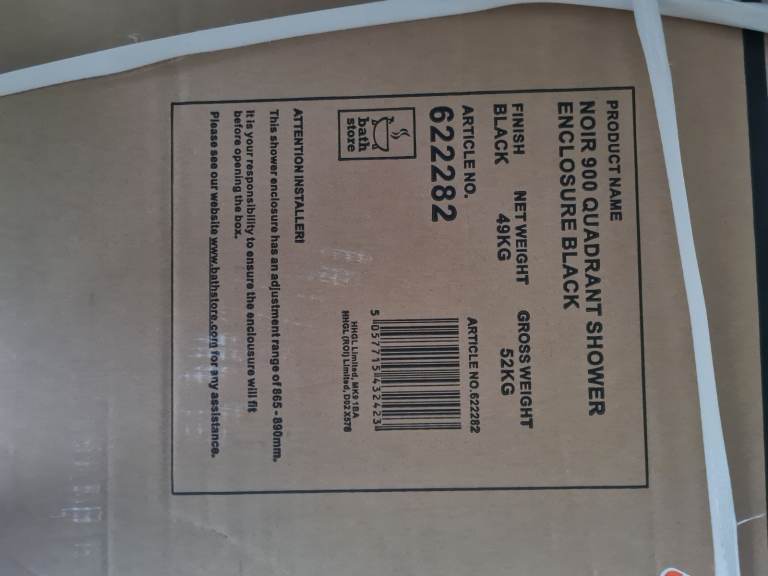 PRODUCT NAME
NOIR 900 QUADRANT SHOWER
ENCLOSURE BLACK
FINISH NET WEIGHT GROSS WEIGHT
BLACK 49KG 52KG
ARTICLE NO.
622282
ARTICLE NO.622282
5 057715 432423
bath
store
HHGL Limited, MK9 1BA
HHGL (ROI) Limited, D02 X576
ATTENTION INSTALLER!
This shower enclosure has an adjustment range of 865 - 890mm.
It is your responsibility to ensure the enclousure will fit
before opening the box.
Please see our website www.bathstore.com for any assistance.